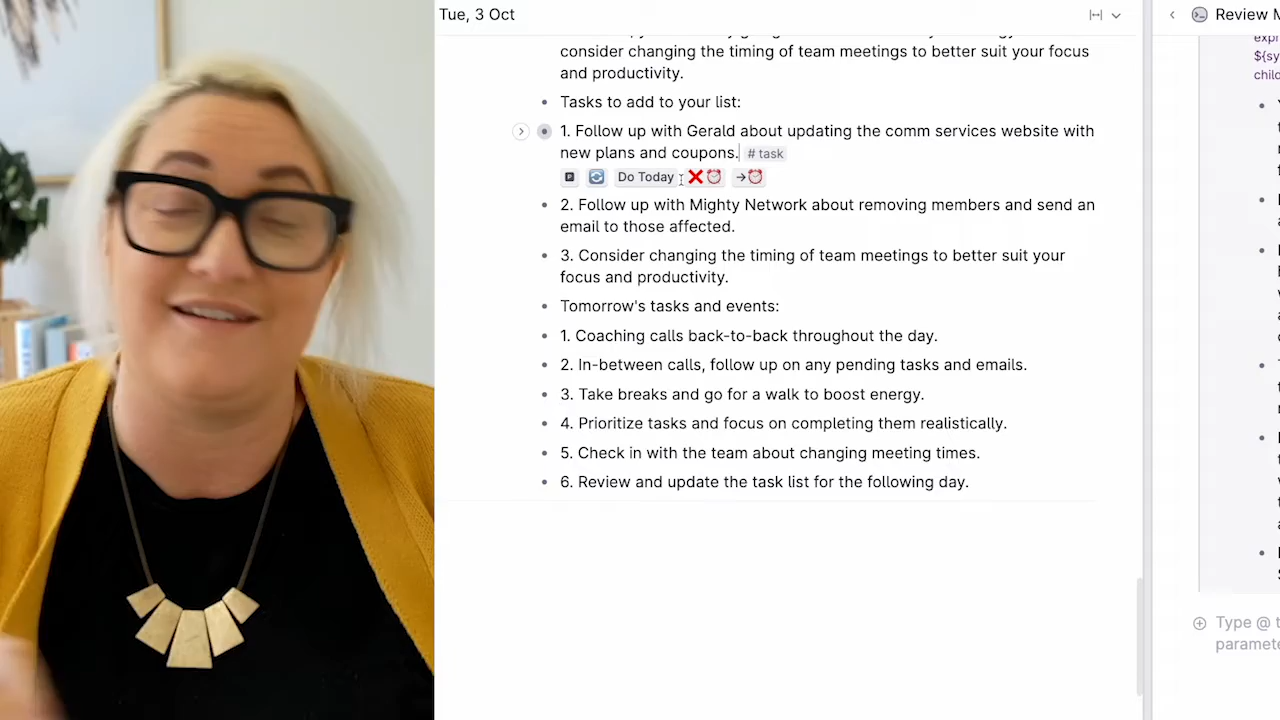 Tue, 3 Oct
consider changing the timing of team meetings to better suit your focus
and productivity.
Tasks to add to your list:
1. Follow up with Gerald about updating the comm services website with
new plans and coupons. # task
Do Today
2. Follow up with Mighty Network about removing members and send an
email to those affected.
3. Consider changing the timing of team meetings to better suit your
focus and productivity.
Tomorrow's tasks and events:
1. Coaching calls back-to-back throughout the day.
2. In-between calls, follow up on any pending tasks and emails.
3. Take breaks and go for a walk to boost energy.
4. Prioritize tasks and focus on completing them realistically.
5. Check in with the team about changing meeting times.
6. Review and update the task list for the following day.
Review
${sy
child
Type @
parame